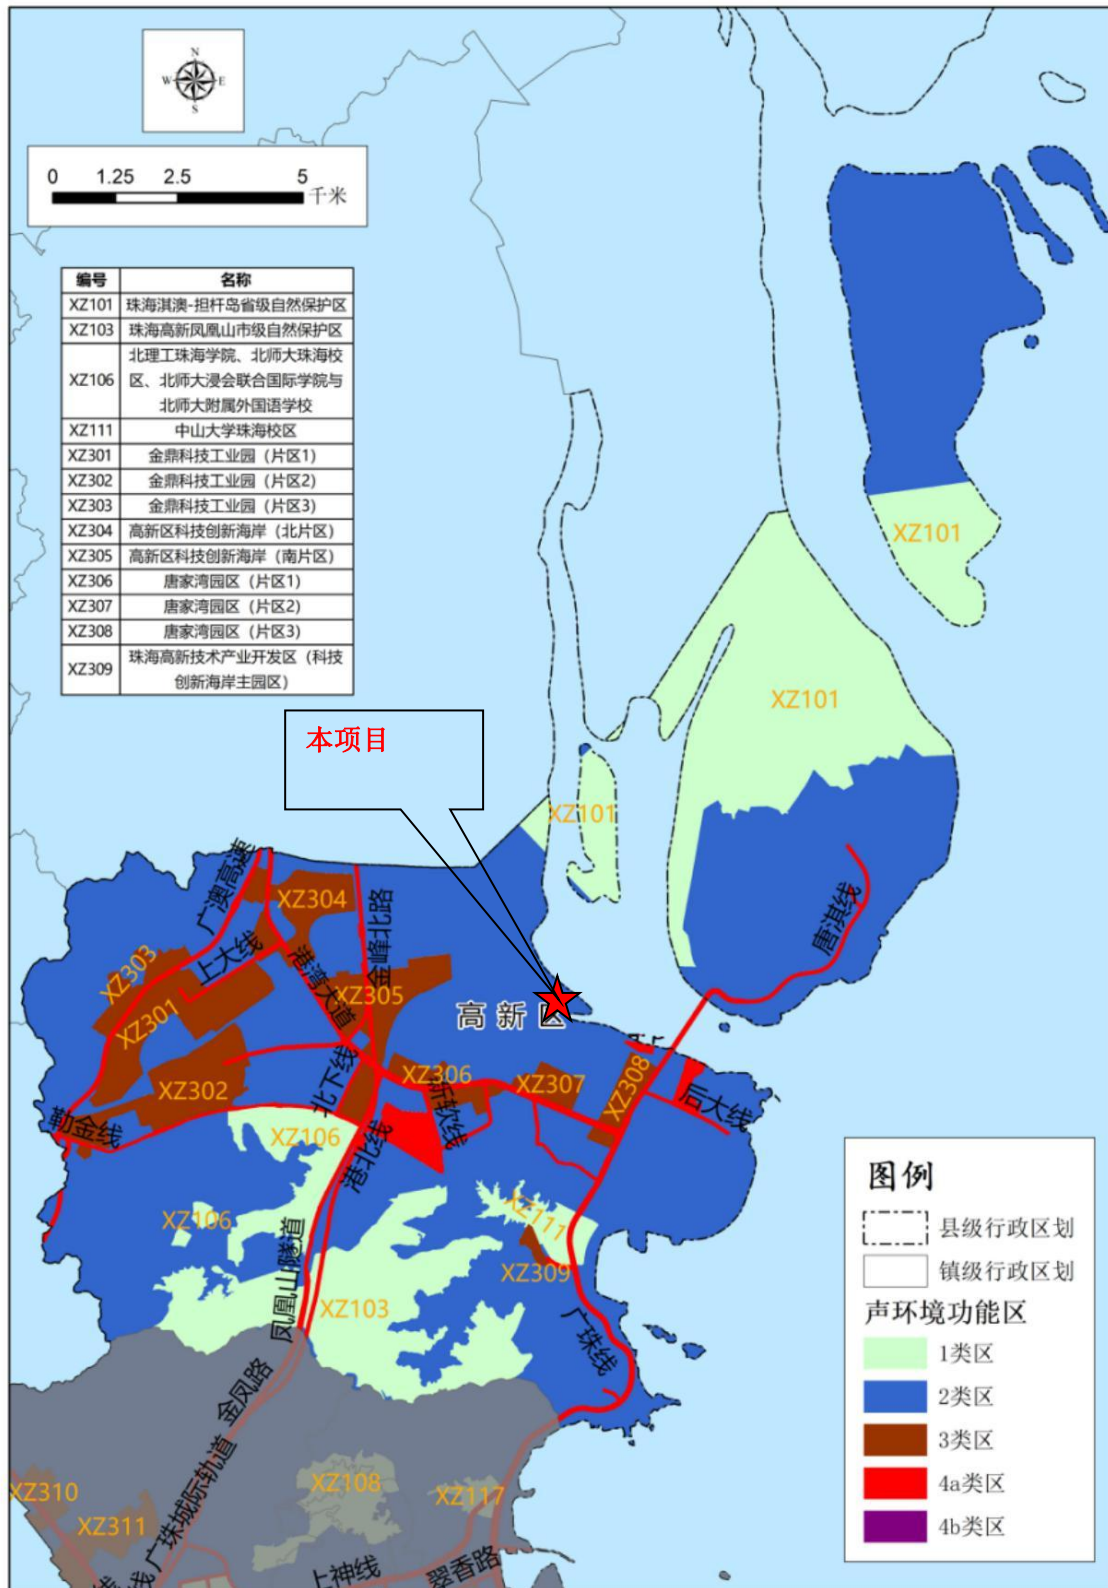 N
W
E
S
0 1.25 2.5 5
千米
编号 名称
XZ101 珠海淇澳-担杆岛省级自然保护区
XZ103 珠海高新凤凰山市级自然保护区
XZ106 北理工珠海学院、北师大珠海校
区、北师大浸会联合国际学院与
北师大附属外国语学校
XZ111 中山大学珠海校区
XZ301 金鼎科技工业园（片区1）
XZ302 金鼎科技工业园（片区2）
XZ303 金鼎科技工业园（片区3）
XZ304 高新区科技创新海岸（北片区）
XZ305 高新区科技创新海岸（南片区）
XZ306 唐家湾园区（片区1）
XZ307 唐家湾园区（片区2）
XZ308 唐家湾园区（片区3）
XZ309 珠海高新技术产业开发区（科技
创新海岸主园区）
XZ101
XZ101
本项目
XZ101
广澳高速
XZ304
金峰北路
唐淇线
XZ303
上大线
港湾大道
XZ305
XZ301
高新区
北下线
XZ306
新软线
XZ307
XZ308
后大线
XZ302
勒金线
XZ106
港北线
XZ106
XZ111
凤凰山隧道
XZ309
XZ103
广珠线
金凤路
广珠城际轨道
XZ310
XZ108
XZ117
XZ311
线
上神线
翠香路
图例
县级行政区划
镇级行政区划
声环境功能区
1类区
2类区
3类区
4a类区
4b类区